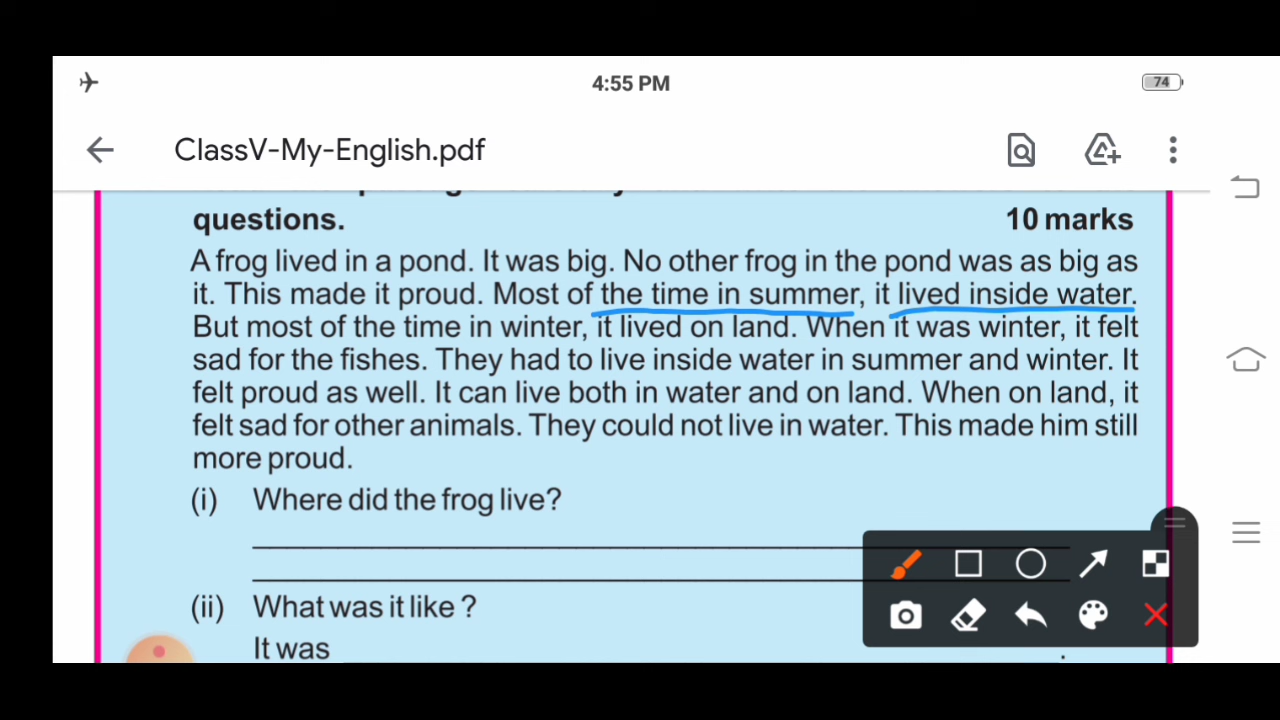 4:55 PM
74
ClassV-My-English.pdf
questions. 10 marks
A frog lived in a pond. It was big. No other frog in the pond was as big as
it. This made it proud. Most of the time in summer, it lived inside water.
But most of the time in winter, it lived on land. When it was winter, it felt
sad for the fishes. They had to live inside water in summer and winter. It
felt proud as well. It can live both in water and on land. When on land, it
felt sad for other animals. They could not live in water. This made him still
more proud.
(i) Where did the frog live?
(ii) What was it like ?
It was .